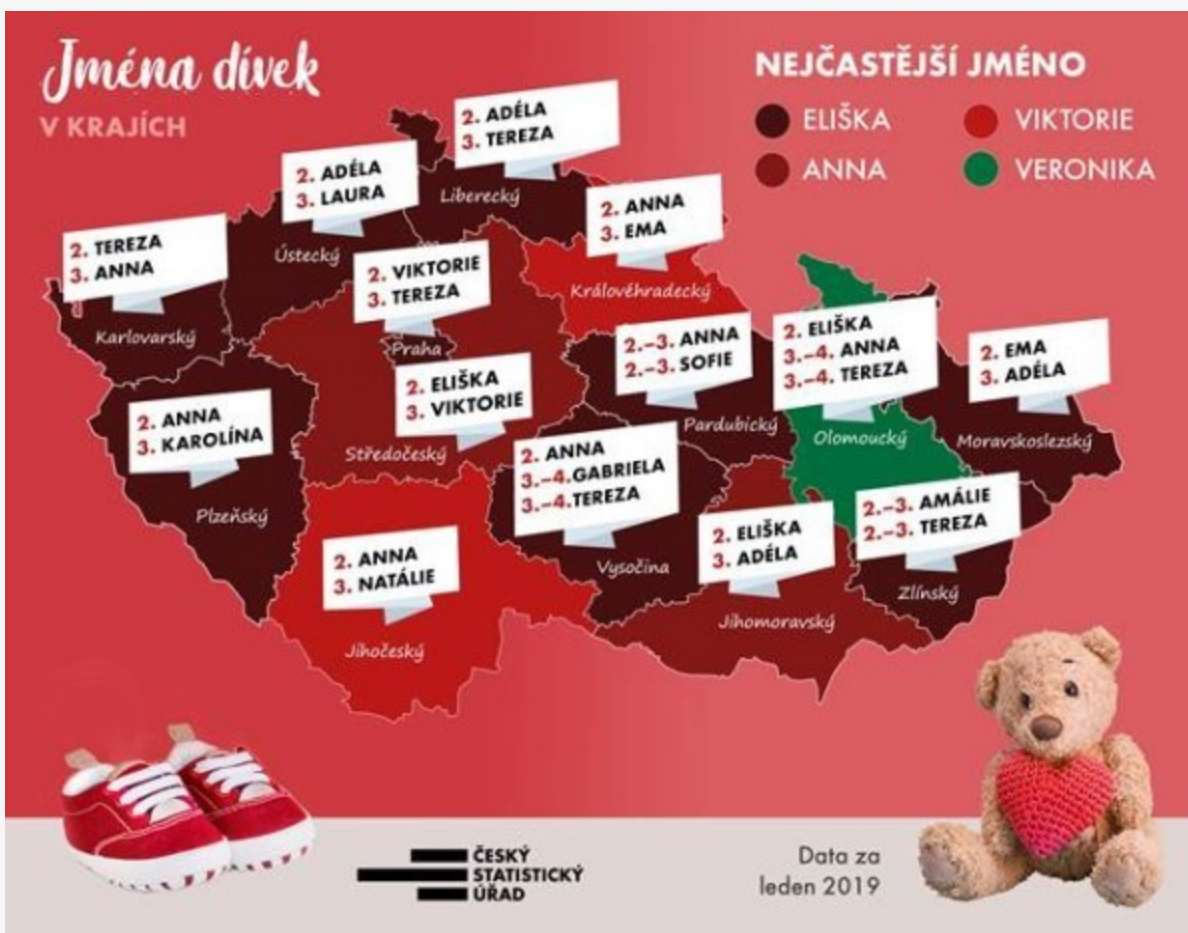 Jména dívek
V KRAJÍCH
NEJČASTĚJŠÍ JMÉNO
ELIŠKA
VIKTORIE
ANNA
VERONIKA
2. ADÉLA
3. TEREZA
Liberecký
2. ADÉLA
3. LAURA
Ústecký
2. ANNA
3. EMA
Královéhradecký
2. TEREZA
3. ANNA
Karlovarský
2. VIKTORIE
3. TEREZA
Praha
2.–3. ANNA
2.–3. SOFIE
Pardubický
2. ELIŠKA
3.–4. ANNA
3.–4. TEREZA
Olomoucký
2. EMA
3. ADÉLA
Moravskoslezský
2. ELIŠKA
3. VIKTORIE
Středočeský
2. ANNA
3. KAROLÍNA
Plzeňský
2. ANNA
3.–4.GABRIELA
3.–4.TEREZA
Vysočina
2.–3. AMÁLIE
2.–3. TEREZA
Zlínský
2. ELIŠKA
3. ADÉLA
Jihomoravský
2. ANNA
3. NATÁLIE
Jihočeský
ČESKÝ
STATISTICKÝ
ÚŘAD
Data za
leden 2019